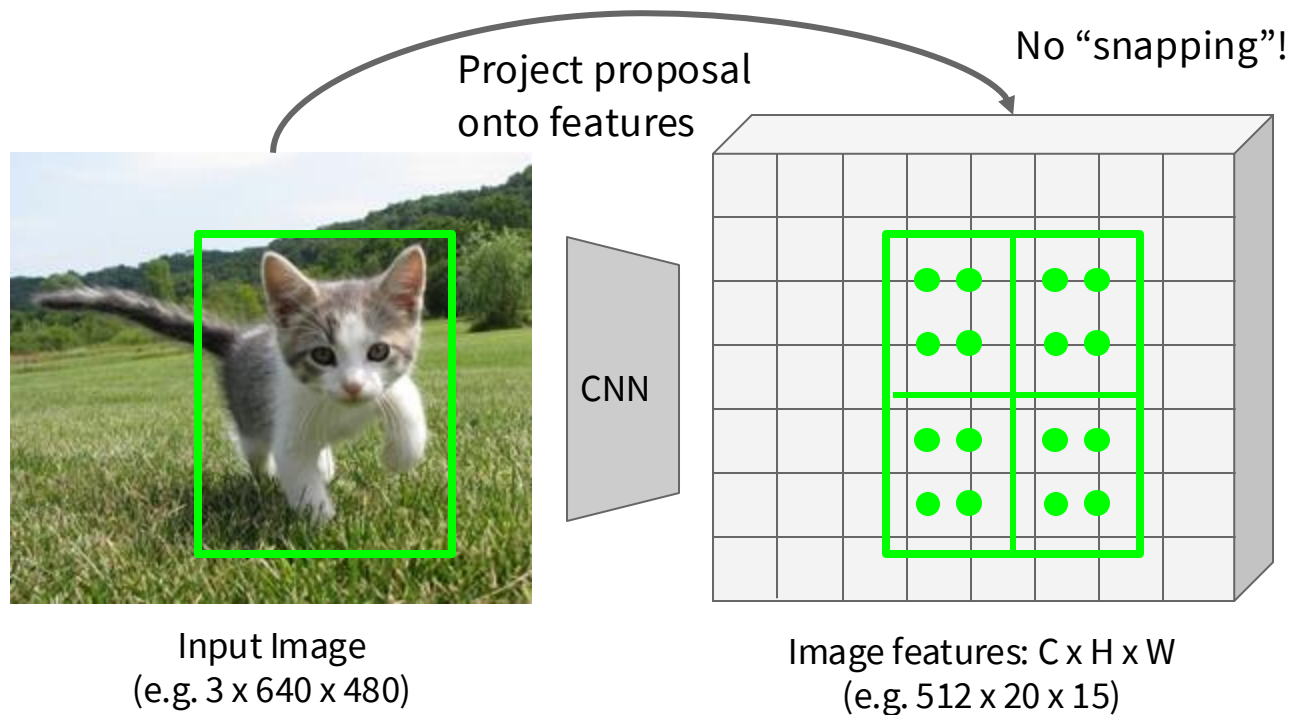 Project proposal
onto features
No “snapping”!
CNN
Input Image
(e.g. 3 x 640 x 480)
Image features: C x H x W
(e.g. 512 x 20 x 15)